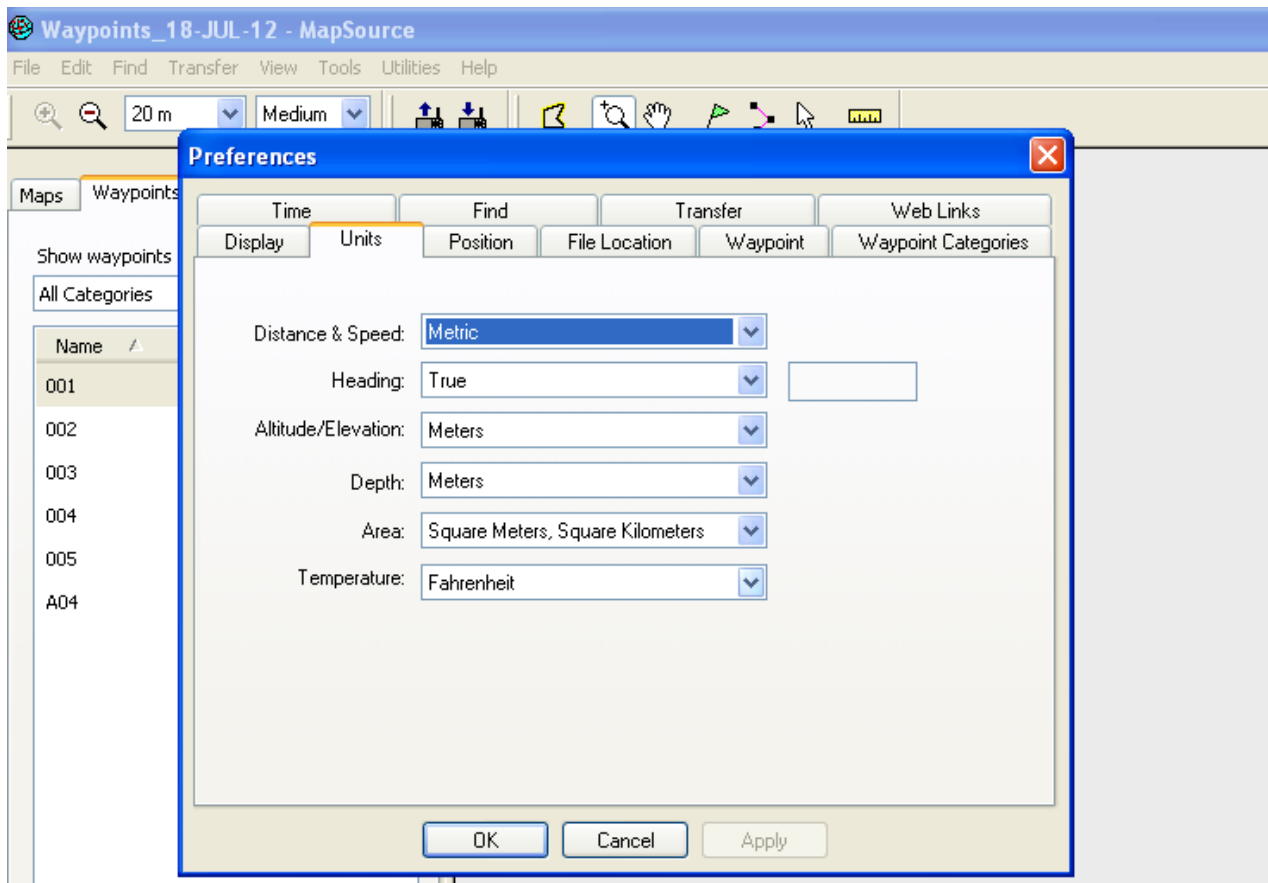 Waypoints_18-JUL-12 - MapSource
File Edit Find Transfer View Tools Utilities Help
20 m Medium
Preferences
Maps Waypoints
Time Find Transfer Web Links
Display Units Position File Location Waypoint Waypoint Categories
Show waypoints
All Categories
Name
001
002
003
004
005
A04
Distance & Speed: Metric
Heading: True
Altitude/Elevation: Meters
Depth: Meters
Area: Square Meters, Square Kilometers
Temperature: Fahrenheit
OK Cancel Apply